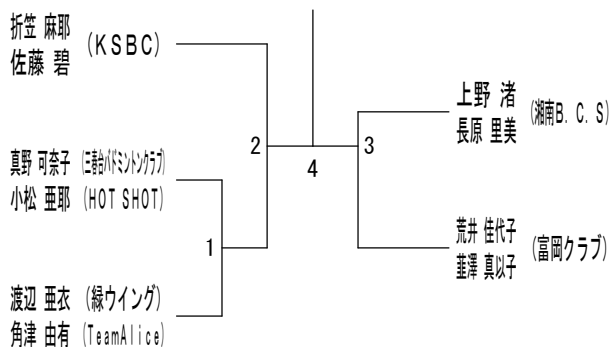 折笠 麻耶
佐藤 碧 (KSBC)
真野 可奈子 (三春台バドミントンクラブ)
小松 亜耶 (HOT SHOT)
渡辺 亜衣 (緑ウイング)
角津 由有 (TeamAlice)
1
2
4
3
上野 渚
長原 里美 (湘南B.C.S)
荒井 佳代子
韮澤 真以子 (富岡クラブ)